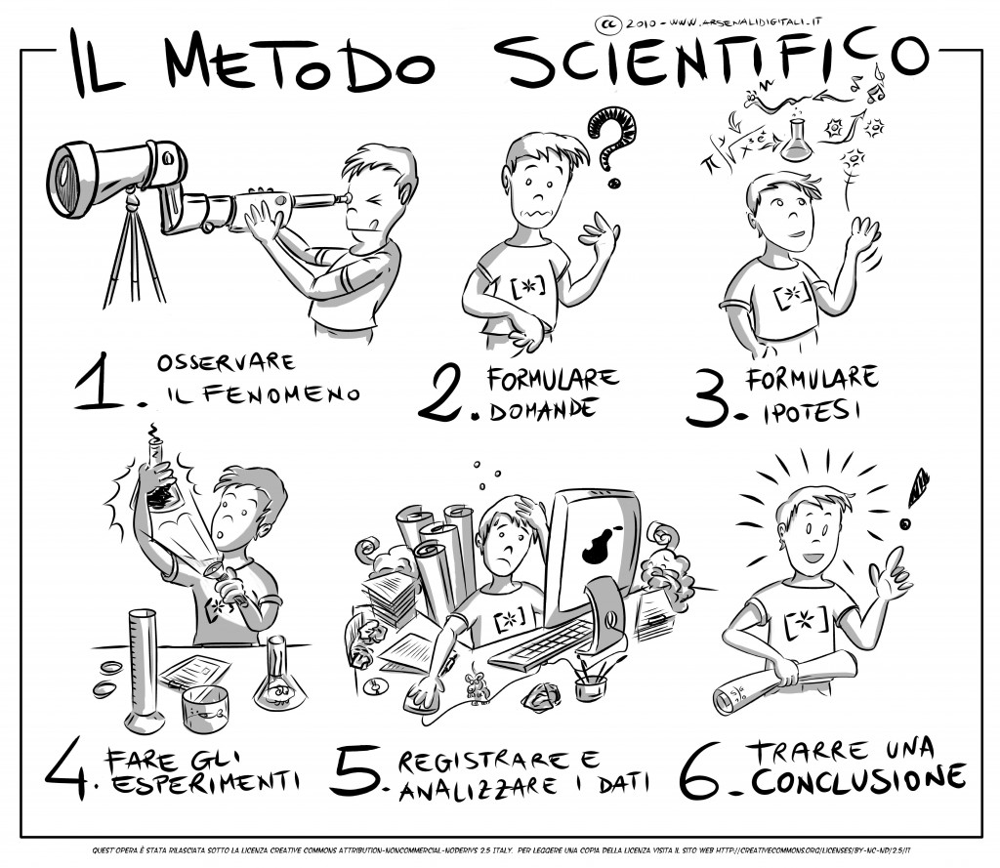 cc 2010 - WWW.ARSENALIDIGITALI.IT
IL METODO SCIENTIFICO
?
π √ x 3 e
[*]
[*]
1. OSSERVARE
IL FENOMENO
2. FORMULARE
DOMANDE
3. FORMULARE
IPOTESI
!
[*]
[*]
[*]
4. FARE GLI
ESPERIMENTI
5. REGISTRARE E
ANALIZZARE I DATI
6. TRARRE UNA
CONCLUSIONE
QUEST OPERA È STATA RILASCIATA SOTTO LA LICENZA CREATIVE COMMONS ATTRIBUTION-NONCOMMERCIAL-NODERIVS 2.5 ITALY. PER LEGGERE UNA COPIA DELLA LICENZA VISITA IL SITO WEB HTTP://CREATIVECOMMONS.ORG/LICENSES/BY-NC-ND/2.5/IT